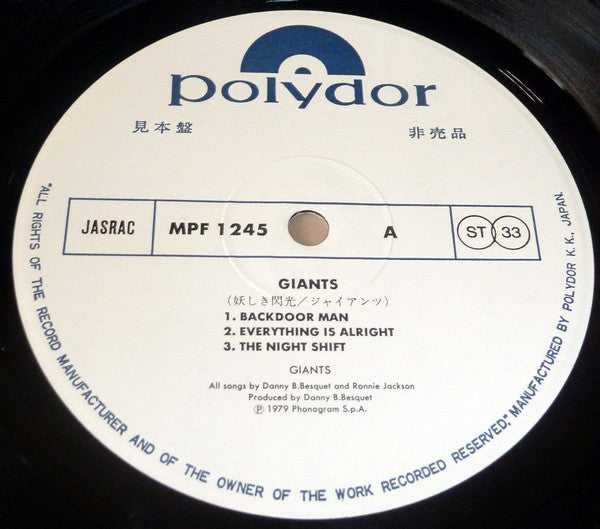 polydor
見本盤 非売品
JASRAC MPF 1245 A ST 33
GIANTS
(妖しき閃光/ジャイアンツ)
1. BACKDOOR MAN
2. EVERYTHING IS ALRIGHT
3. THE NIGHT SHIFT
GIANTS
All songs by Danny B.Besquet and Ronnie Jackson
Produced by Danny B.Besquet
Ⓟ 1979 Phonogram S.p.A.
"ALL RIGHTS OF THE RECORD MANUFACTURER AND OF THE OWNER OF THE WORK RECORDED RESERVED," MANUFACTURED BY POLYDOR K.K., JAPAN.